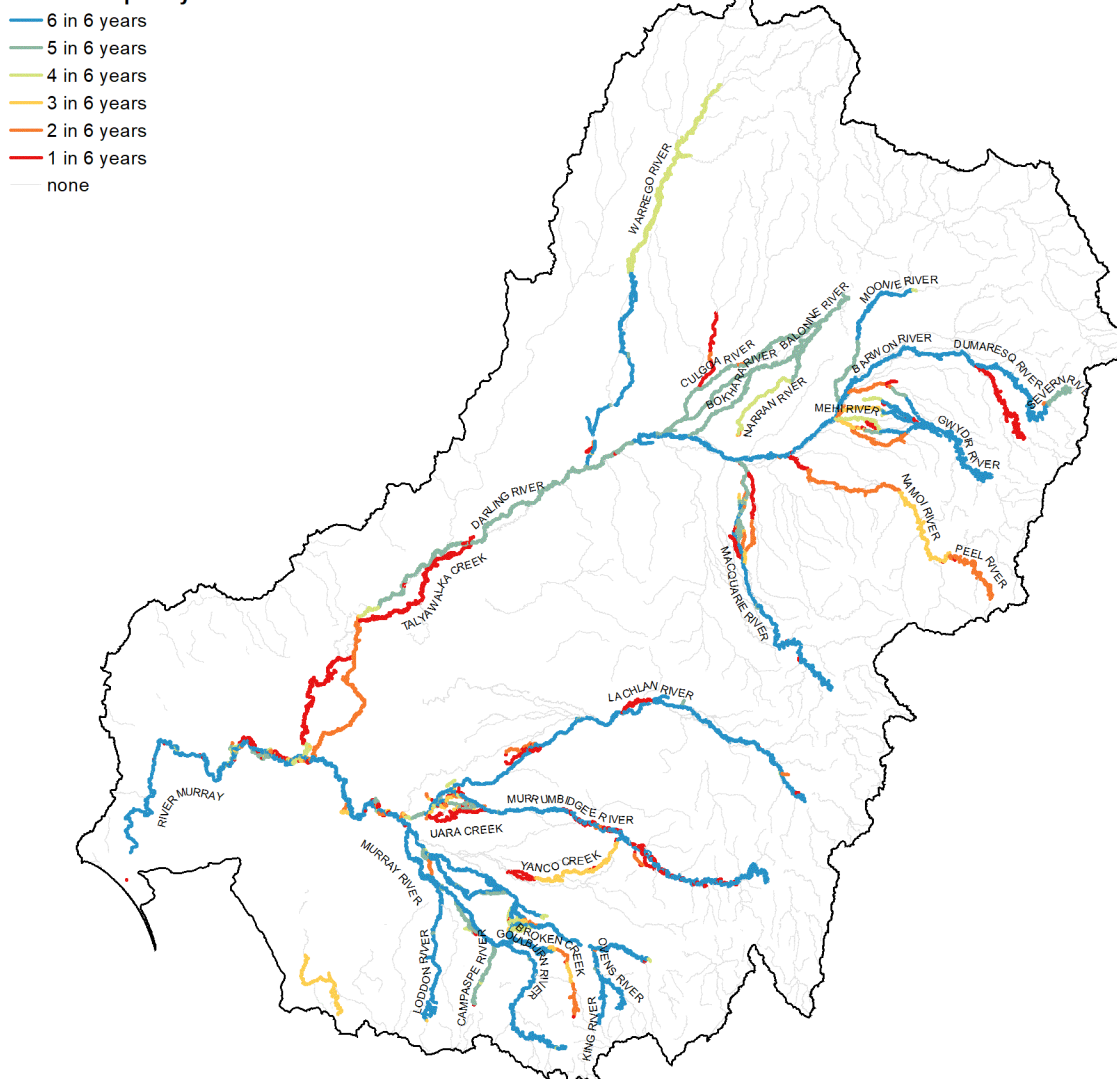 6 in 6 years
5 in 6 years
4 in 6 years
3 in 6 years
2 in 6 years
1 in 6 years
none
WARREGO RIVER
MOONIE RIVER
BALONNE RIVER
CULGOA RIVER
BOKHARA RIVER
NARRAN RIVER
BARWON RIVER
DUMARESQ RIVER
SEVERN RIV
MEHI RIVER
GWYDIR RIVER
NAMOI RIVER
PEEL RIVER
DARLING RIVER
TALYAWALKA CREEK
MACQUARIE RIVER
LACHLAN RIVER
RIVER MURRAY
MURRUMBIDGEE RIVER
UARA CREEK
YANCO CREEK
MURRAY RIVER
BROKEN CREEK
GOULBURN RIVER
OVENS RIVER
LODDON RIVER
CAMPASPE RIVER
KING RIVER